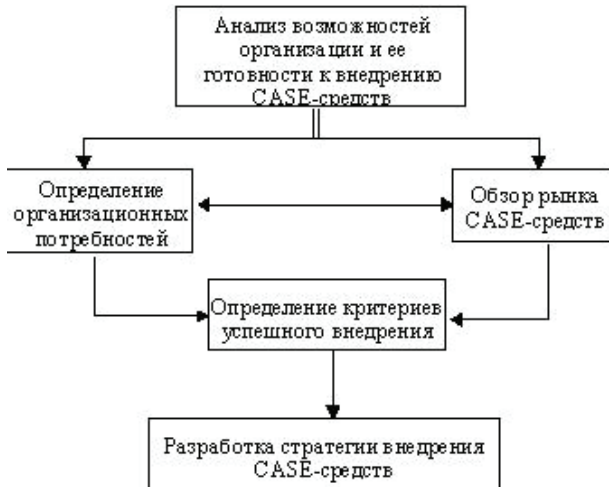 Анализ возможностей
организации и ее
готовности к внедрению
CASE-средств
Определение
организационных
потребностей
Обзор рынка
CASE-средств
Определение критериев
успешного внедрения
Разработка стратегии внедрения
CASE-средств